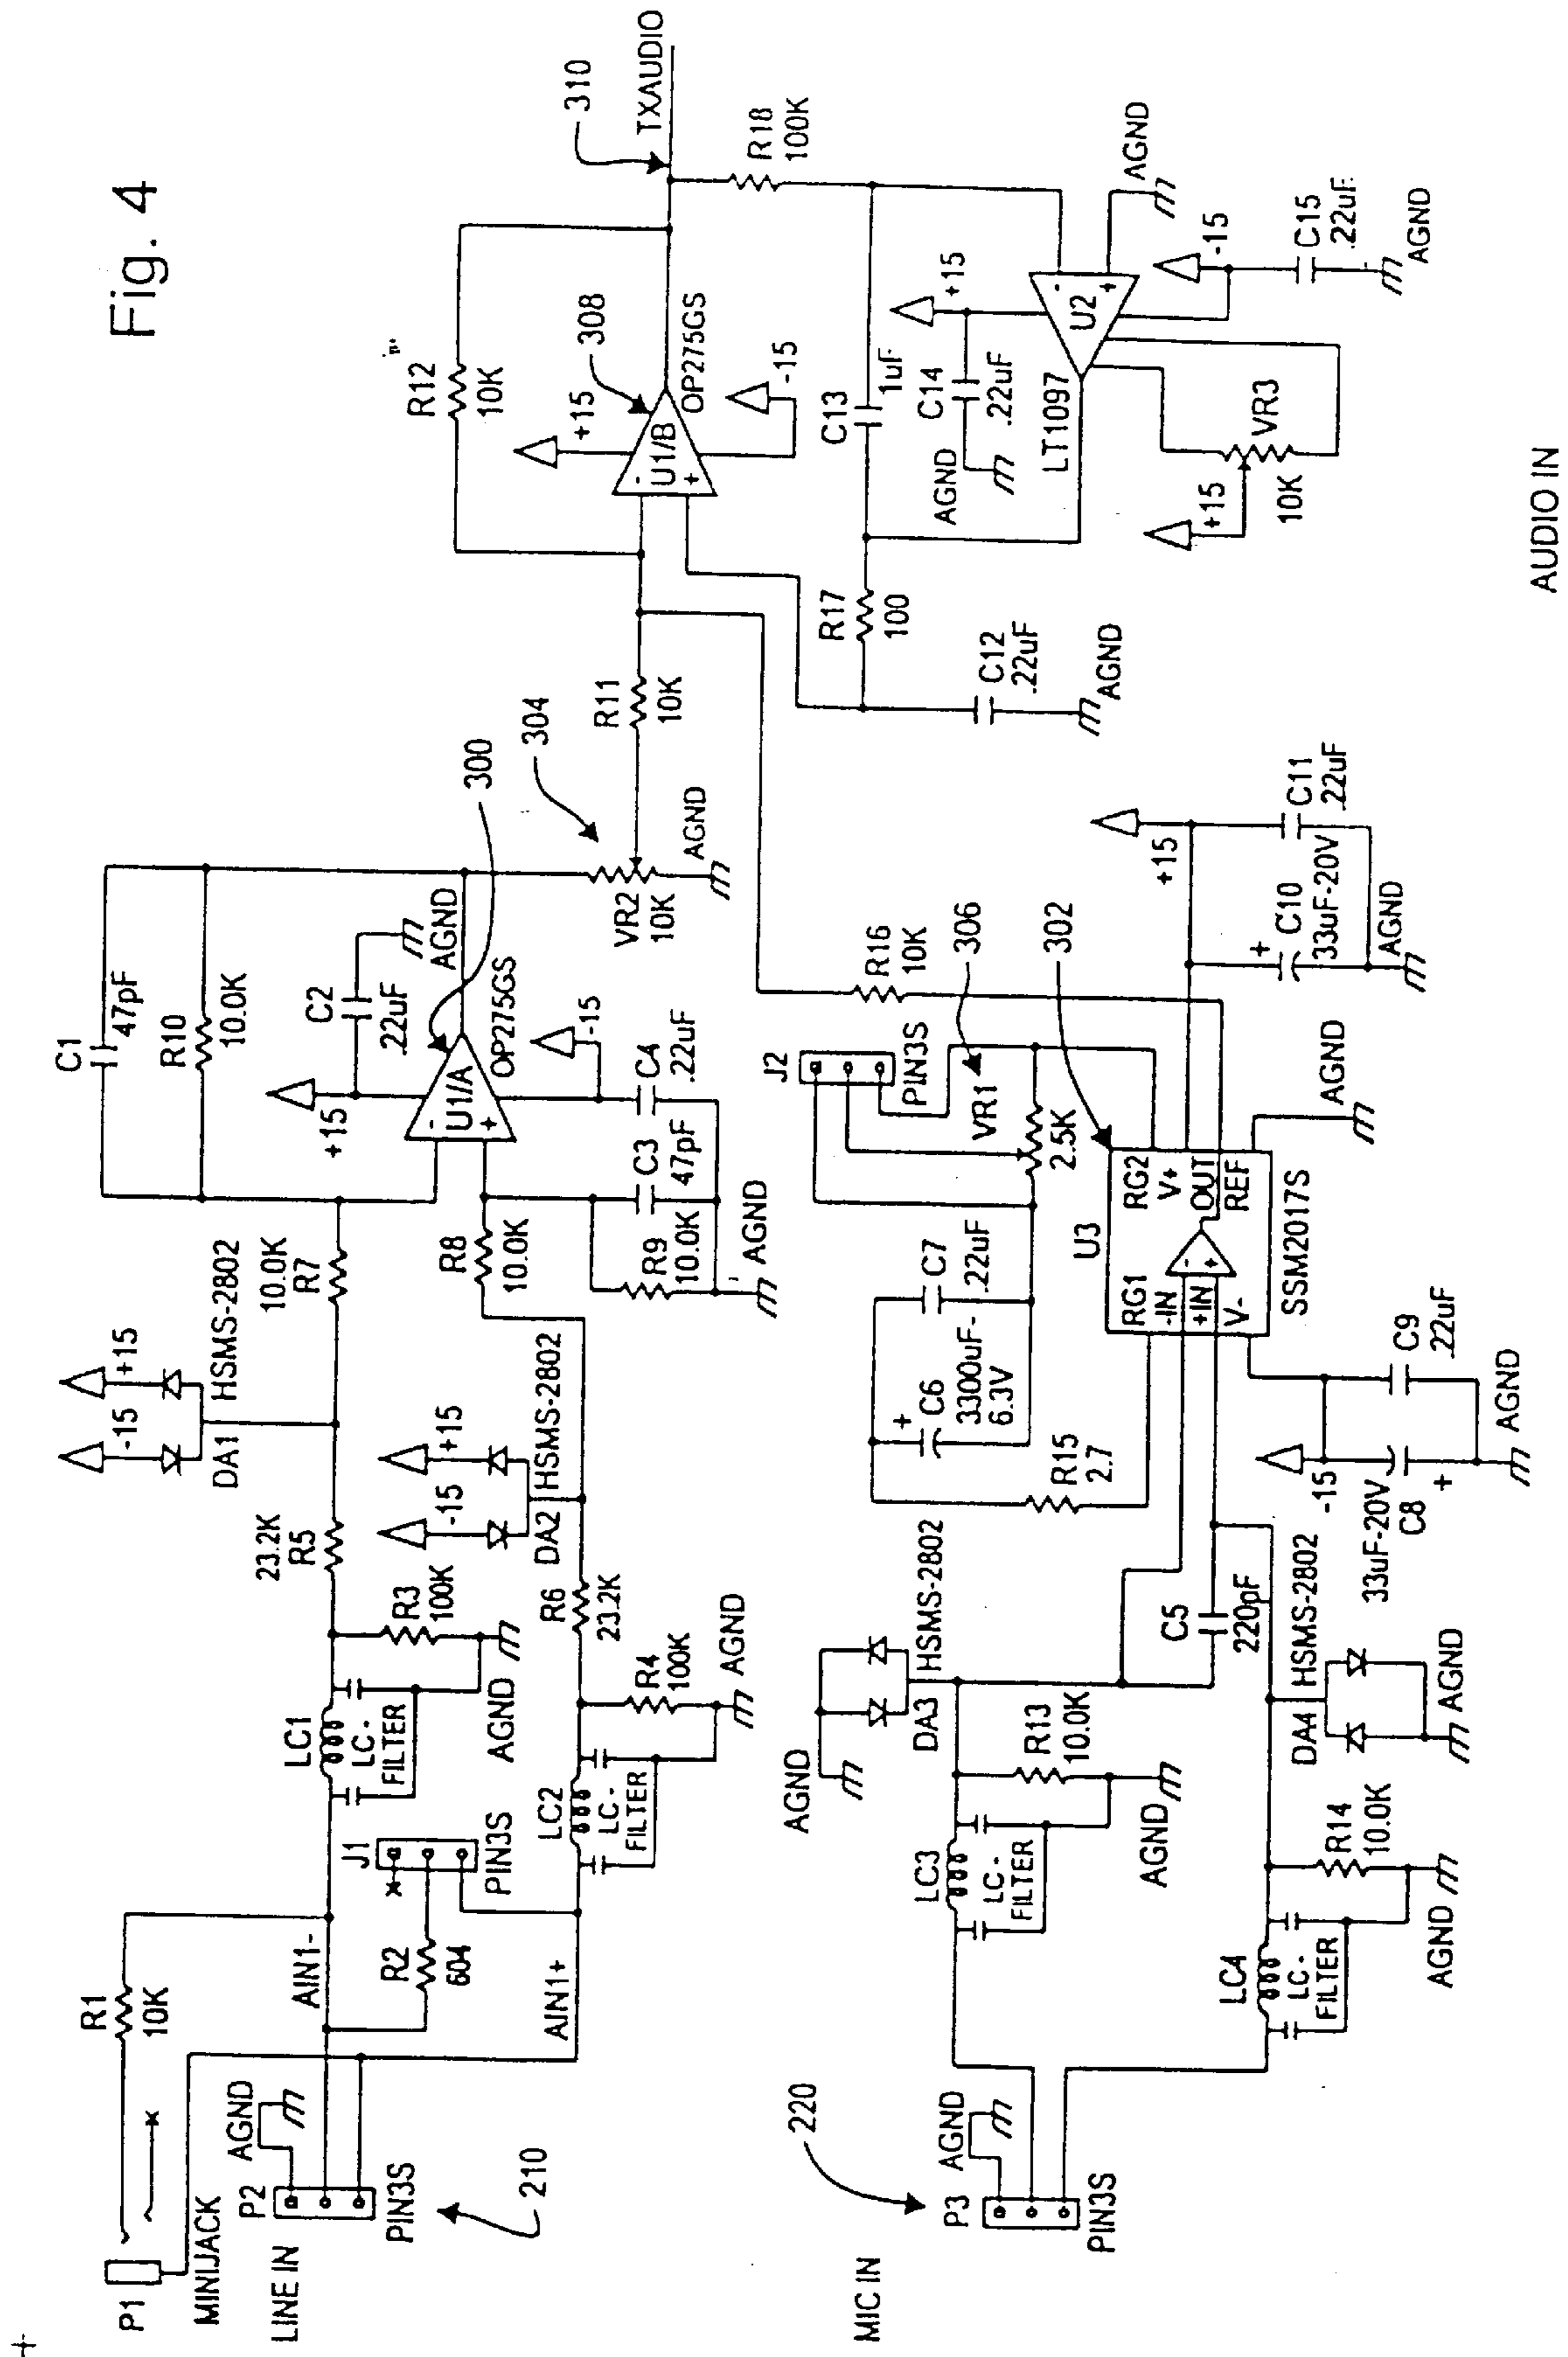 Fig. 4
P1
MINIJACK
LINE IN
P2
AGND
PIN3S
210
R1
10K
AIN1-
R2
604
AIN1+
J1
PIN3S
LC1
LC -
FILTER
AGND
LC2
LC -
FILTER
R3
100K
R4
100K
AGND
23.2K
R5
R6
23.2K
-15
+15
DA1
HSMS-2802
-15
+15
DA2
HSMS-2802
10.0K
R7
R8
10.0K
R9
10.0K
C3
47pF
C4
.22uF
AGND
C1
47pF
R10
10.0K
+15
C2
.22uF
AGND
-
+
U1/A
OP275GS
-15
300
VR2
10K
AGND
304
R11
10K
R12
10K
+15
308
-
+
U1/B
OP275GS
-15
310
TXAUDIO
R18
100K
C13
1uF
R17
100
C12
.22uF
AGND
C14
.22uF
AGND
+15
LT1097
U2
-
+
AGND
-15
C15
.22uF
AGND
+15
VR3
10K
MIC IN
220
P3
AGND
PIN3S
LC3
LC -
FILTER
AGND
R13
10.0K
AGND
DA3
HSMS-2802
LC4
LC -
FILTER
AGND
R14
10.0K
DA4
HSMS-2802
AGND
C5
220pF
R15
2.7
+
C6
3300uF-
6.3V
C7
.22uF
J2
PIN3S
VR1
2.5K
306
302
R16
10K
U3
RG1
-IN
+IN
V-
-
+
RG2
V+
OUT
REF
SSM2017S
AGND
-15
33uF-20V
C8
+
C9
.22uF
AGND
+15
+
C10
33uF-20V
C11
.22uF
AGND
AUDIO IN